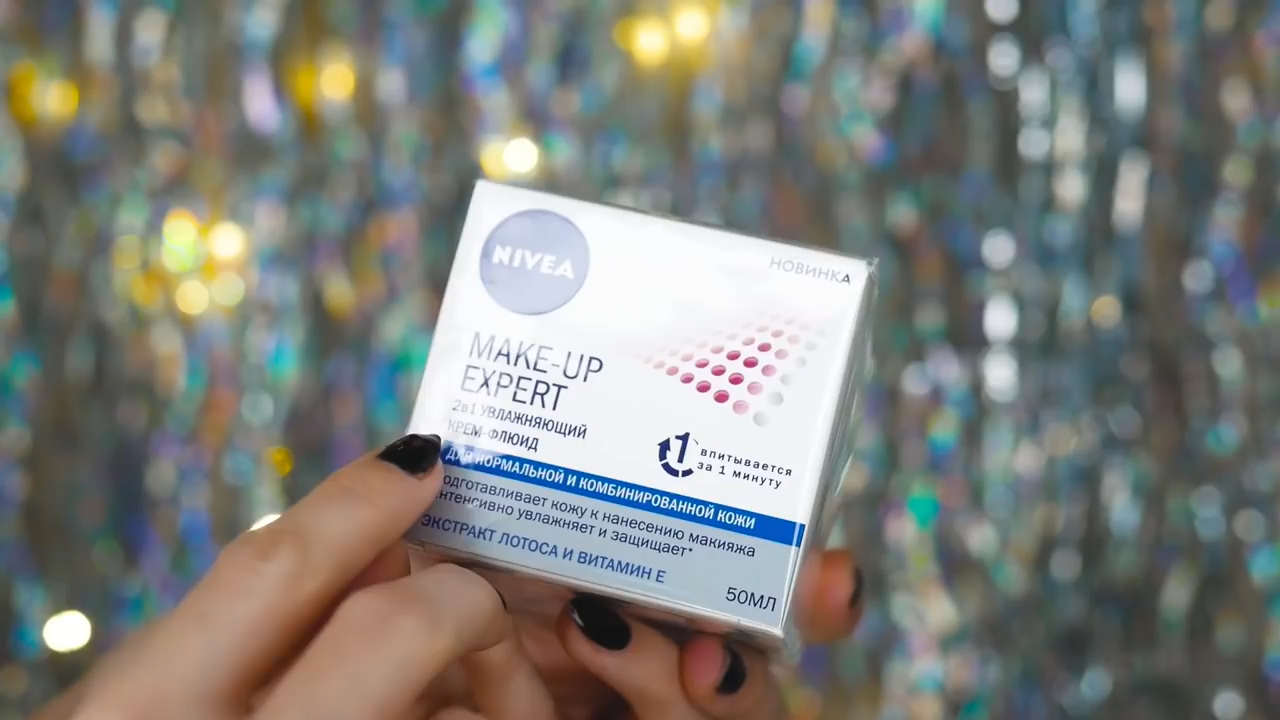 NIVEA
НОВИНКА
MAKE-UP
EXPERT
2в1 УВЛАЖНЯЮЩИЙ
КРЕМ-ФЛЮИД
1
впитывается
за 1 минуту
ДЛЯ НОРМАЛЬНОЙ И КОМБИНИРОВАННОЙ КОЖИ
одготавливает кожу к нанесению макияжа
нтенсивно увлажняет и защищает*
ЭКСТРАКТ ЛОТОСА И ВИТАМИН Е
50МЛ